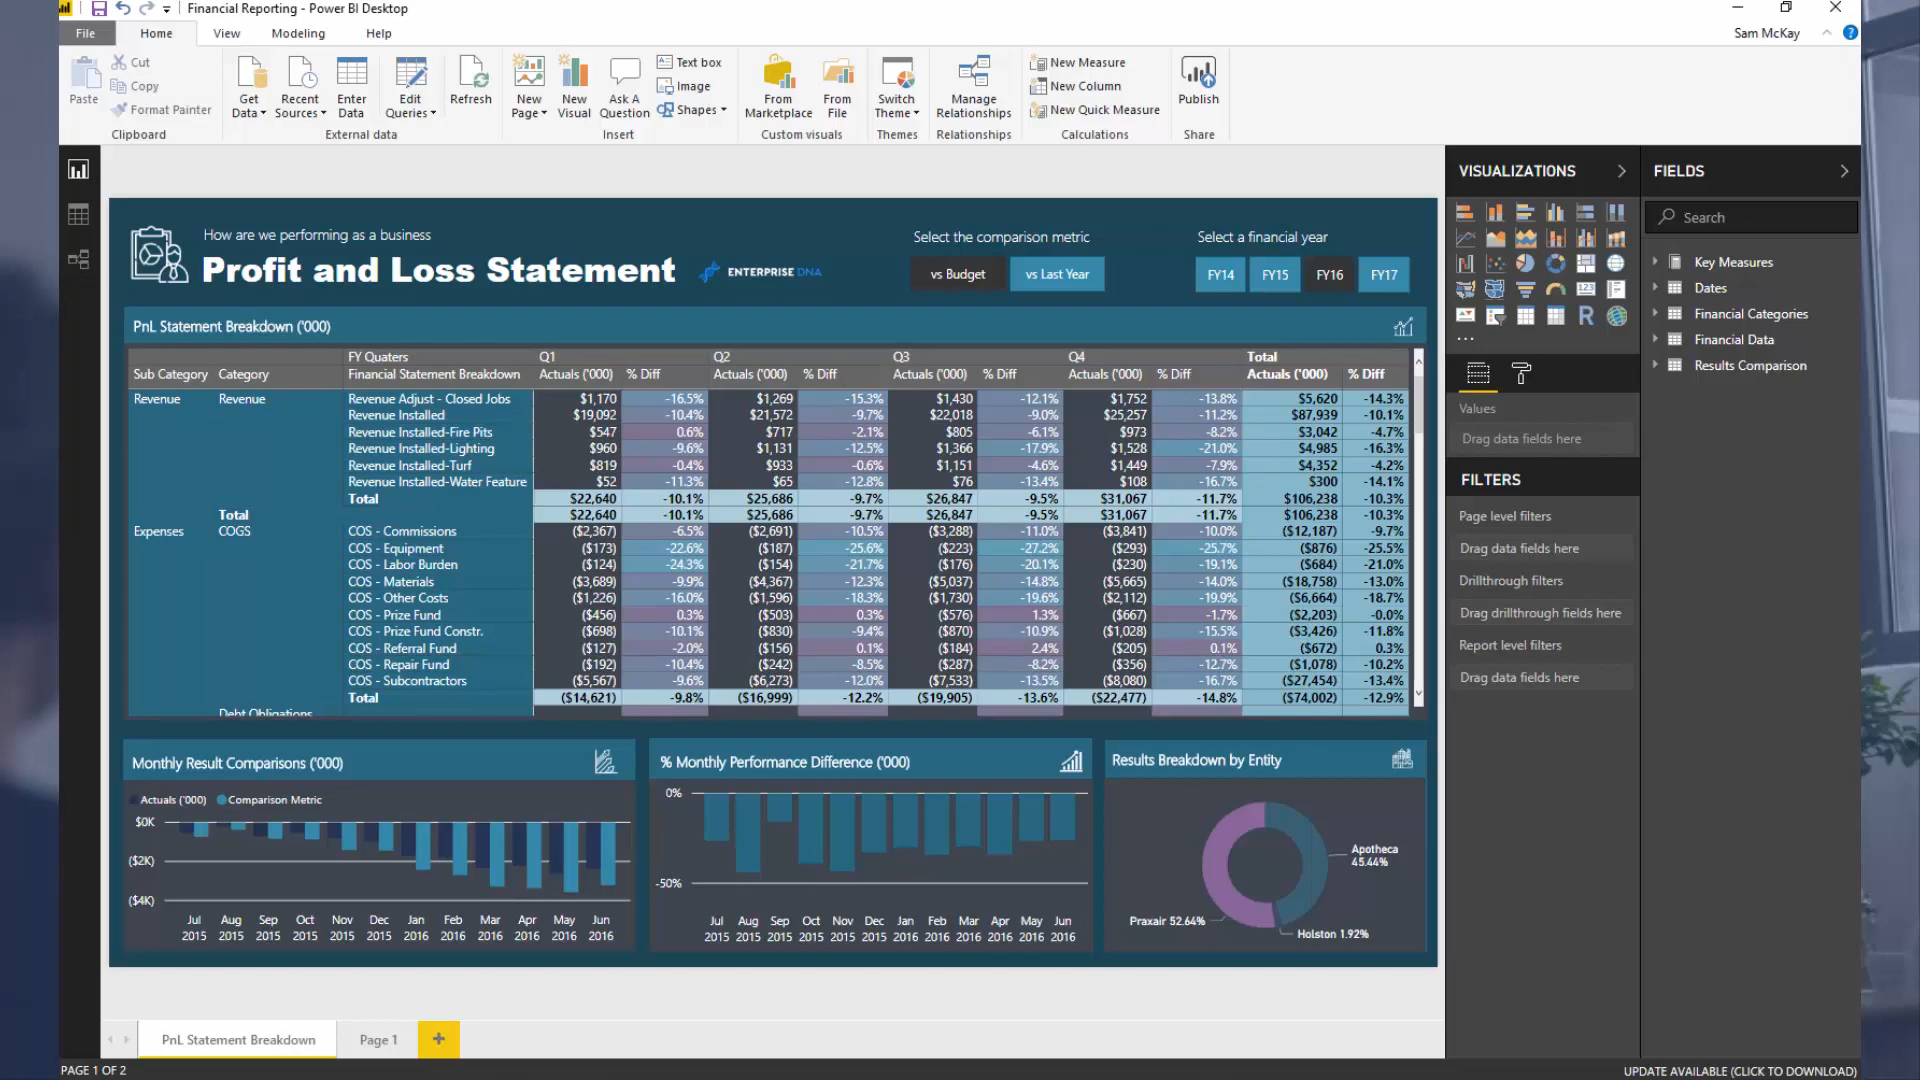 Financial Reporting - Power BI Desktop
File Home View Modeling Help Sam McKay
Paste Cut Copy Format Painter
Get Data Recent Sources Enter Data Edit Queries Refresh
New Page New Visual Ask A Question Text box Image Shapes
From Marketplace From File Switch Theme Manage Relationships
New Measure New Column New Quick Measure Publish
Clipboard External data Insert Custom visuals Themes Relationships Calculations Share
How are we performing as a business
Profit and Loss Statement
ENTERPRISE DNA
Select the comparison metric
vs Budget vs Last Year
Select a financial year
FY14 FY15 FY16 FY17
PnL Statement Breakdown ('000)
FY Quaters Q1 Q2 Q3 Q4 Total
Sub Category Category Financial Statement Breakdown Actuals ('000) % Diff Actuals ('000) % Diff Actuals ('000) % Diff Actuals ('000) % Diff Actuals ('000) % Diff
Revenue Revenue Revenue Adjust - Closed Jobs $1,170 -16.5% $1,269 -15.3% $1,430 -12.1% $1,752 -13.8% $5,620 -14.3%
Revenue Installed $19,092 -10.4% $21,572 -9.7% $22,018 -9.0% $25,257 -11.2% $87,939 -10.1%
Revenue Installed-Fire Pits $547 0.6% $717 -2.1% $805 -6.1% $973 -8.2% $3,042 -4.7%
Revenue Installed-Lighting $960 -9.6% $1,131 -12.5% $1,366 -17.9% $1,528 -21.0% $4,985 -16.3%
Revenue Installed-Turf $819 -0.4% $933 -0.6% $1,151 -4.6% $1,449 -7.9% $4,352 -4.2%
Revenue Installed-Water Feature $52 -11.3% $65 -12.8% $76 -13.4% $108 -16.7% $300 -14.1%
Total $22,640 -10.1% $25,686 -9.7% $26,847 -9.5% $31,067 -11.7% $106,238 -10.3%
Total $22,640 -10.1% $25,686 -9.7% $26,847 -9.5% $31,067 -11.7% $106,238 -10.3%
Expenses COGS COS - Commissions ($2,367) -6.5% ($2,691) -10.5% ($3,288) -11.0% ($3,841) -10.0% ($12,187) -9.7%
COS - Equipment ($173) -22.6% ($187) -25.6% ($223) -27.2% ($293) -25.7% ($876) -25.5%
COS - Labor Burden ($124) -24.3% ($154) -21.7% ($176) -20.1% ($230) -19.1% ($684) -21.0%
COS - Materials ($3,689) -9.9% ($4,367) -12.3% ($5,037) -14.8% ($5,665) -14.0% ($18,758) -13.0%
COS - Other Costs ($1,226) -16.0% ($1,596) -18.3% ($1,730) -19.6% ($2,112) -19.9% ($6,664) -18.7%
COS - Prize Fund ($456) 0.3% ($503) 0.3% ($576) 1.3% ($667) -1.7% ($2,203) -0.0%
COS - Prize Fund Constr. ($698) -10.1% ($830) -9.4% ($870) -10.9% ($1,028) -15.5% ($3,426) -11.8%
COS - Referral Fund ($127) -2.0% ($156) 0.1% ($184) 2.4% ($205) 0.1% ($672) 0.3%
COS - Repair Fund ($192) -10.4% ($242) -8.5% ($287) -8.2% ($356) -12.7% ($1,078) -10.2%
COS - Subcontractors ($5,567) -9.6% ($6,273) -12.0% ($7,533) -13.5% ($8,080) -16.7% ($27,454) -13.4%
Total ($14,621) -9.8% ($16,999) -12.2% ($19,905) -13.6% ($22,477) -14.8% ($74,002) -12.9%
Debt Obligations
Monthly Result Comparisons ('000)
Actuals ('000) Comparison Metric
$0K
($2K)
($4K)
Jul Aug Sep Oct Nov Dec Jan Feb Mar Apr May Jun
2015 2015 2015 2015 2015 2015 2016 2016 2016 2016 2016 2016
% Monthly Performance Difference ('000)
0%
-50%
Jul Aug Sep Oct Nov Dec Jan Feb Mar Apr May Jun
2015 2015 2015 2015 2015 2015 2016 2016 2016 2016 2016 2016
Results Breakdown by Entity
Apotheca
45.44%
Praxair 52.64%
Holston 1.92%
VISUALIZATIONS
R
123
Values
Drag data fields here
FILTERS
Page level filters
Drag data fields here
Drillthrough filters
Drag drillthrough fields here
Report level filters
Drag data fields here
FIELDS
Search
Key Measures
Dates
Financial Categories
Financial Data
Results Comparison
PnL Statement Breakdown Page 1 +
PAGE 1 OF 2
UPDATE AVAILABLE (CLICK TO DOWNLOAD)